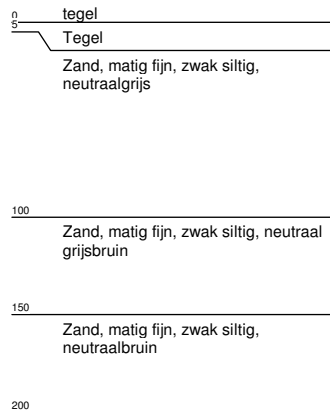 0 tegel
5 Tegel
Zand, matig fijn, zwak siltig,
neutraalgrijs
100
Zand, matig fijn, zwak siltig, neutraal
grijsbruin
150
Zand, matig fijn, zwak siltig,
neutraalbruin
200